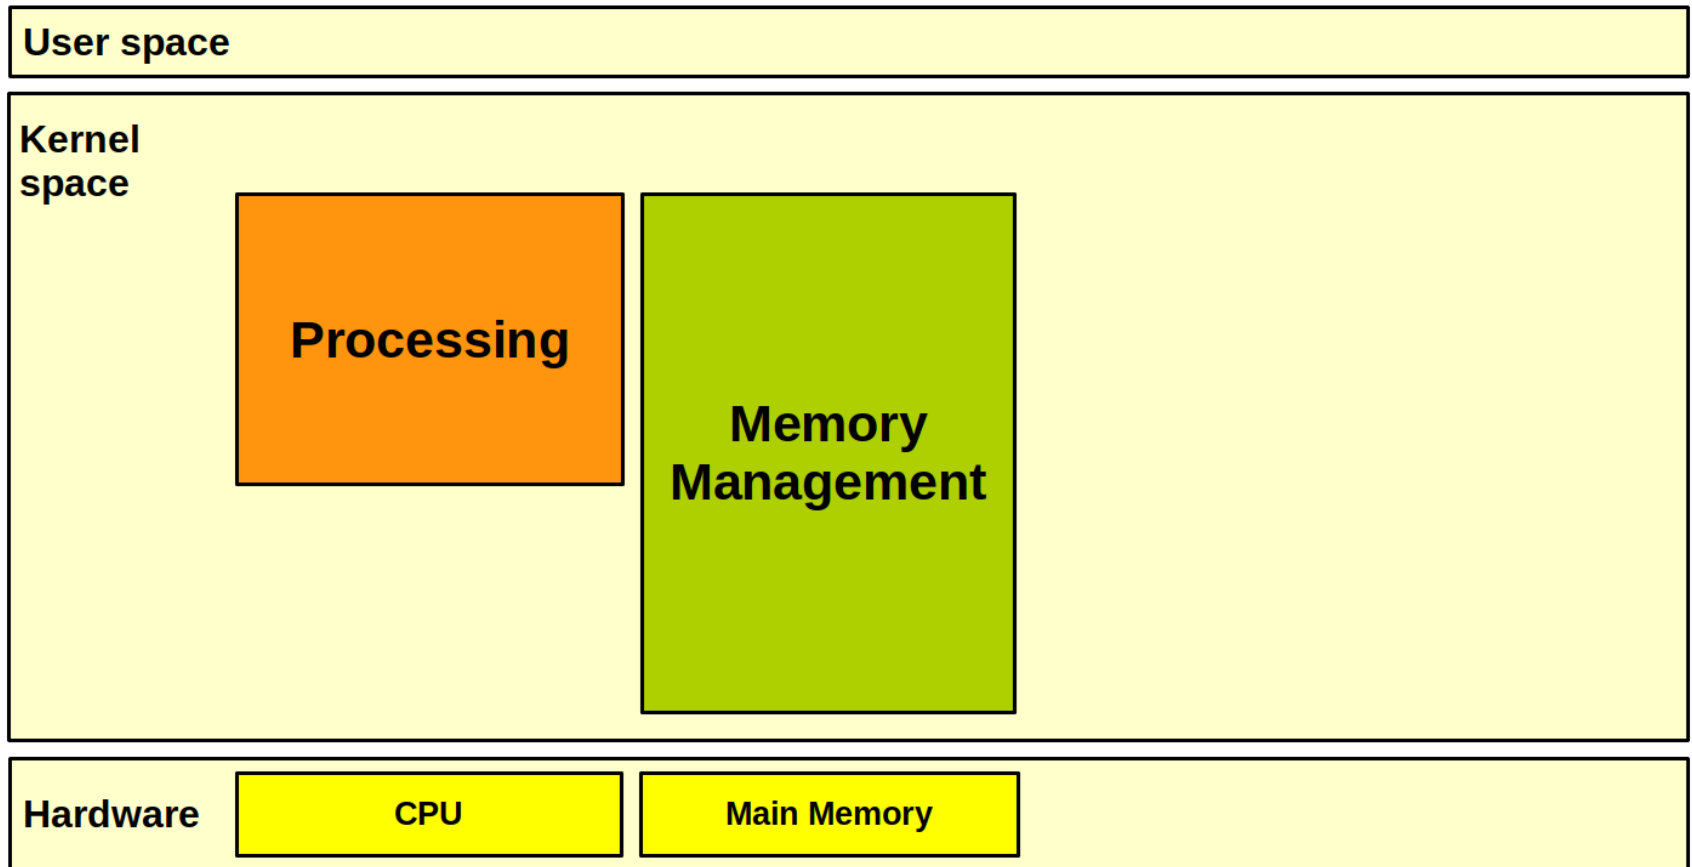 User space
Kernel
space
Processing
Memory
Management
Hardware
CPU
Main Memory